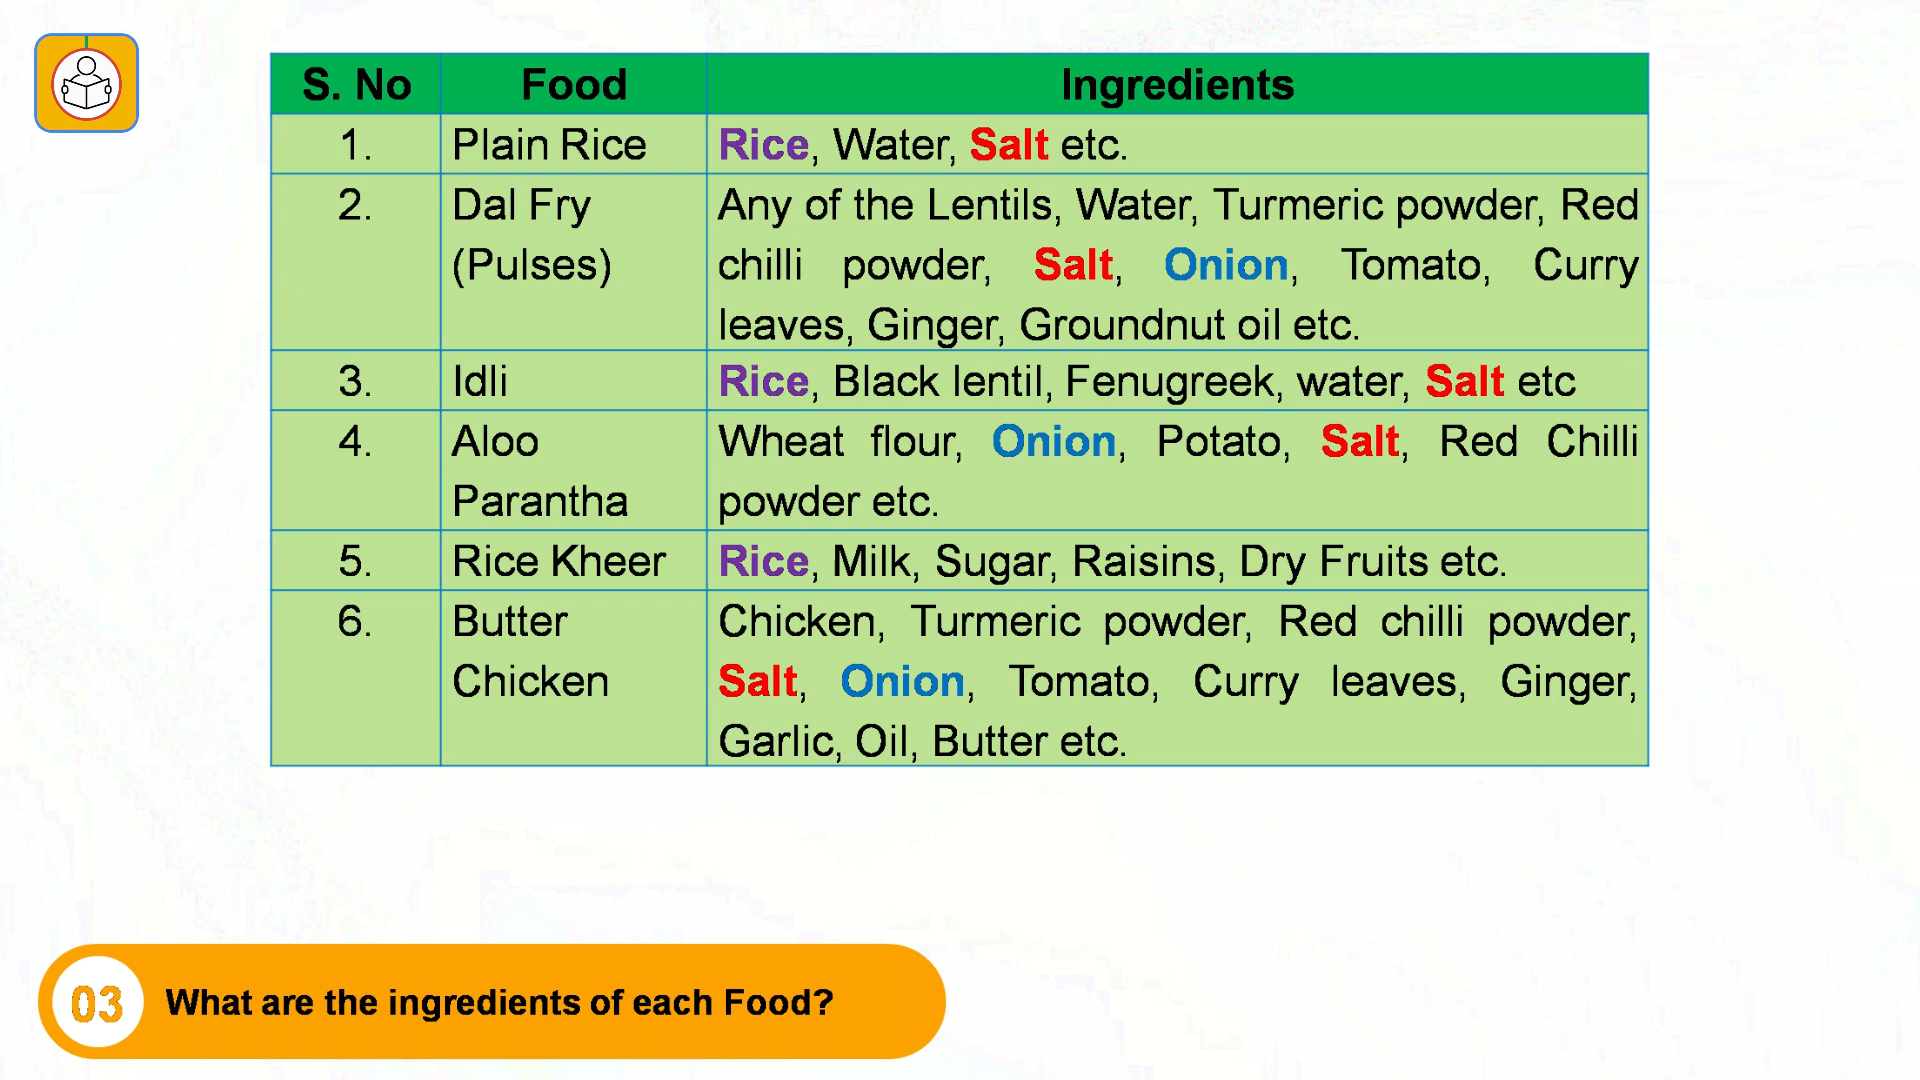 S. No Food Ingredients
1. Plain Rice Rice, Water, Salt etc.
2. Dal Fry Any of the Lentils, Water, Turmeric powder, Red
(Pulses) chilli powder, Salt, Onion, Tomato, Curry
leaves, Ginger, Groundnut oil etc.
3. Idli Rice, Black lentil, Fenugreek, water, Salt etc
4. Aloo Wheat flour, Onion, Potato, Salt, Red Chilli
Parantha powder etc.
5. Rice Kheer Rice, Milk, Sugar, Raisins, Dry Fruits etc.
6. Butter Chicken, Turmeric powder, Red chilli powder,
Chicken Salt, Onion, Tomato, Curry leaves, Ginger,
Garlic, Oil, Butter etc.
03 What are the ingredients of each Food?